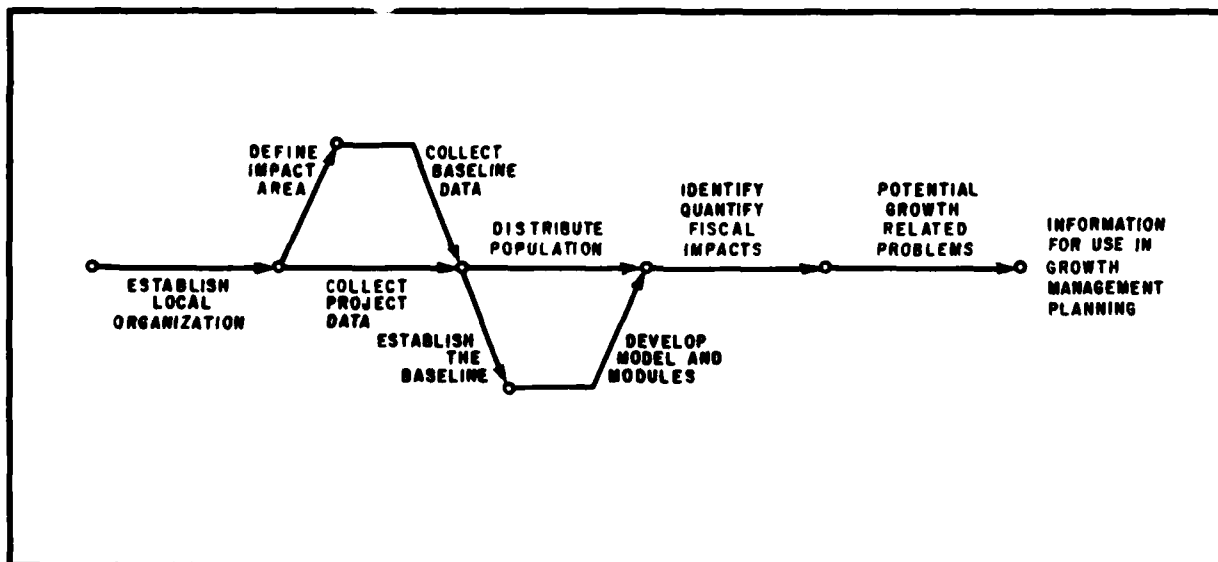 DEFINE
IMPACT
AREA
COLLECT
BASELINE
DATA
ESTABLISH
LOCAL
ORGANIZATION
COLLECT
PROJECT
DATA
DISTRIBUTE
POPULATION
ESTABLISH
THE
BASELINE
DEVELOP
MODEL AND
MODULES
IDENTIFY
QUANTIFY
FISCAL
IMPACTS
POTENTIAL
GROWTH
RELATED
PROBLEMS
INFORMATION
FOR USE IN
GROWTH
MANAGEMENT
PLANNING